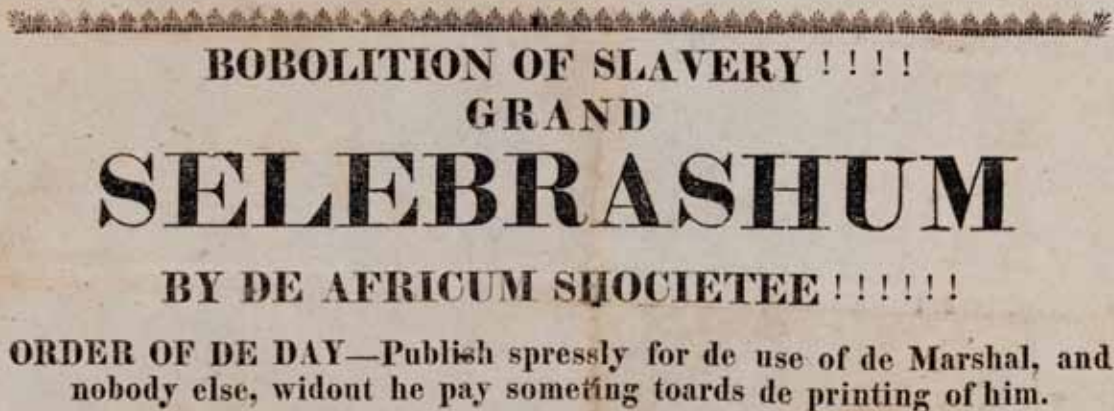 BOBOLITION OF SLAVERY ! ! ! !
GRAND
SELEBRASHUM
BY DE AFRICUM SHOCIETEE ! ! ! ! ! !
ORDER OF DE DAY—Publish spressly for de use of de Marshal, and
nobody else, widout he pay someting toards de printing of him.